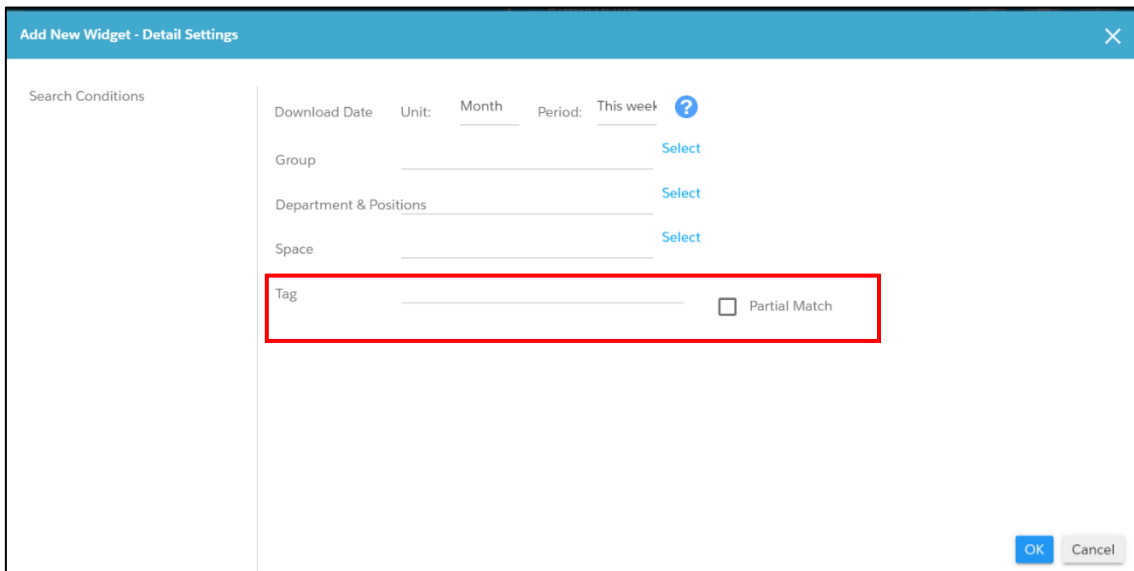 Add New Widget - Detail Settings
Search Conditions
Download Date Unit: Month Period: This week
Group Select
Department & Positions Select
Space Select
Tag Partial Match
OK Cancel